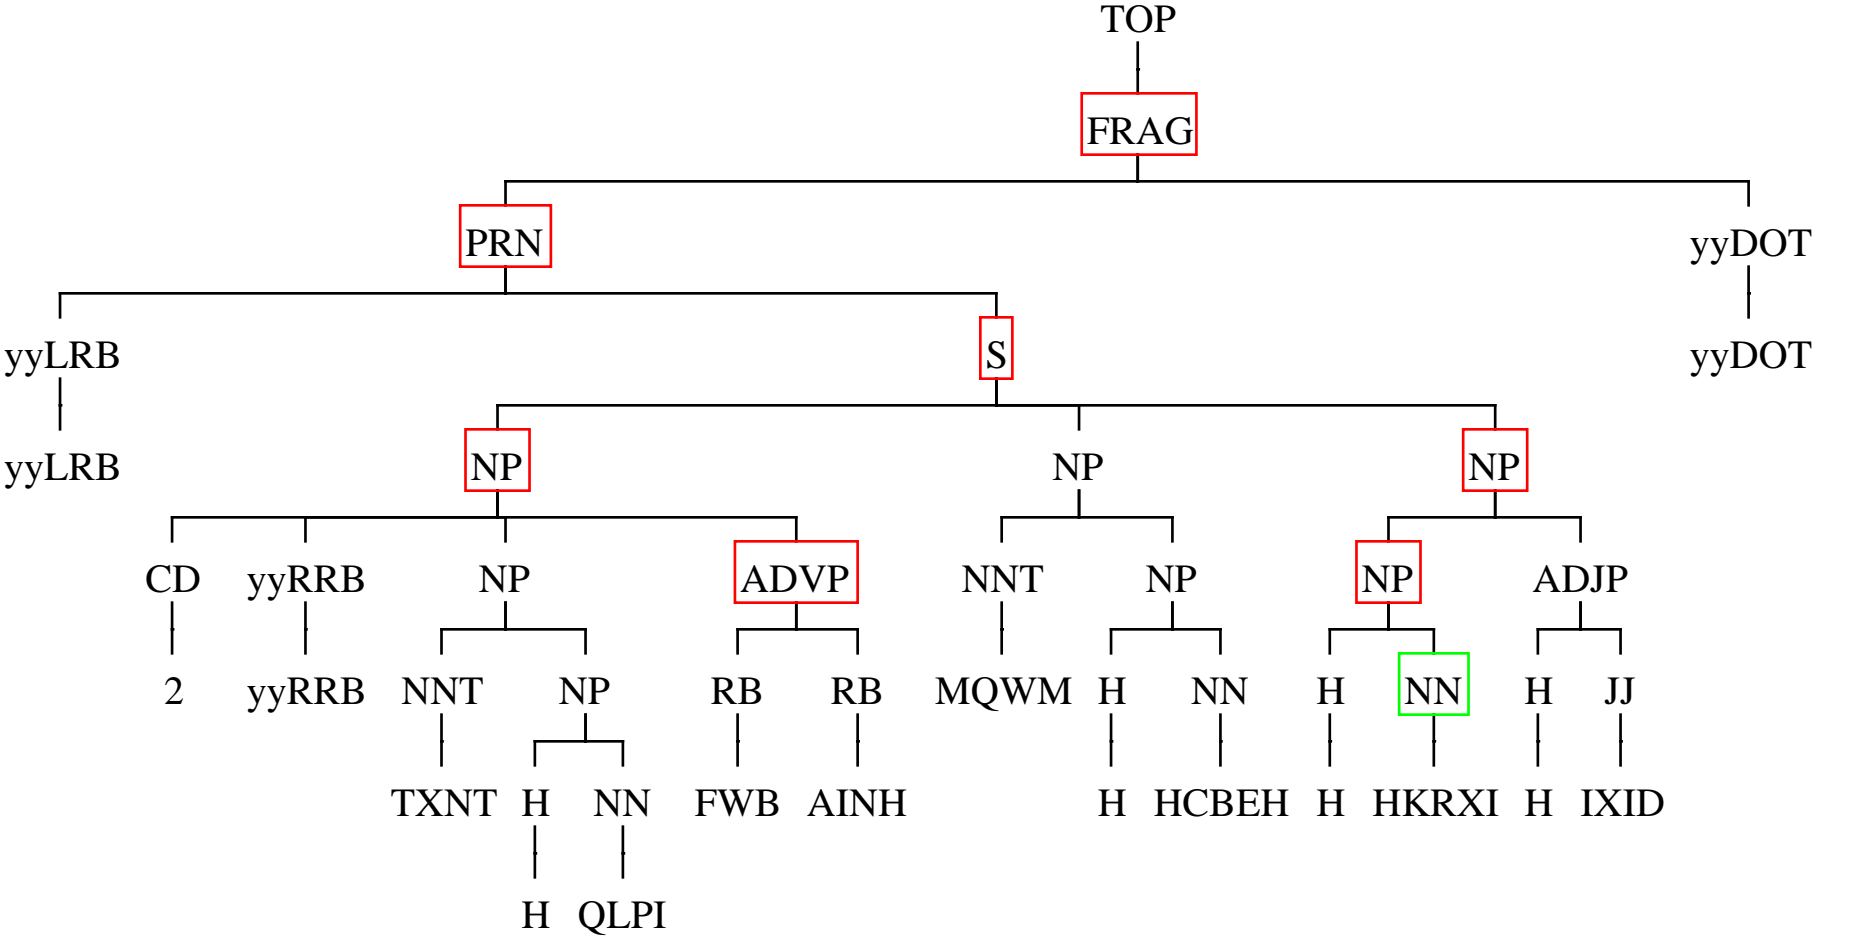 TOP
FRAG
PRN yyDOT
yyLRB S yyDOT
yyLRB NP NP NP
CD yyRRB NP ADVP NNT NP NP ADJP
2 yyRRB NNT NP RB RB MQWM H NN H NN H JJ
TXNT H NN FWB AINH H HCBEH H HKRXI H IXID
H QLPI